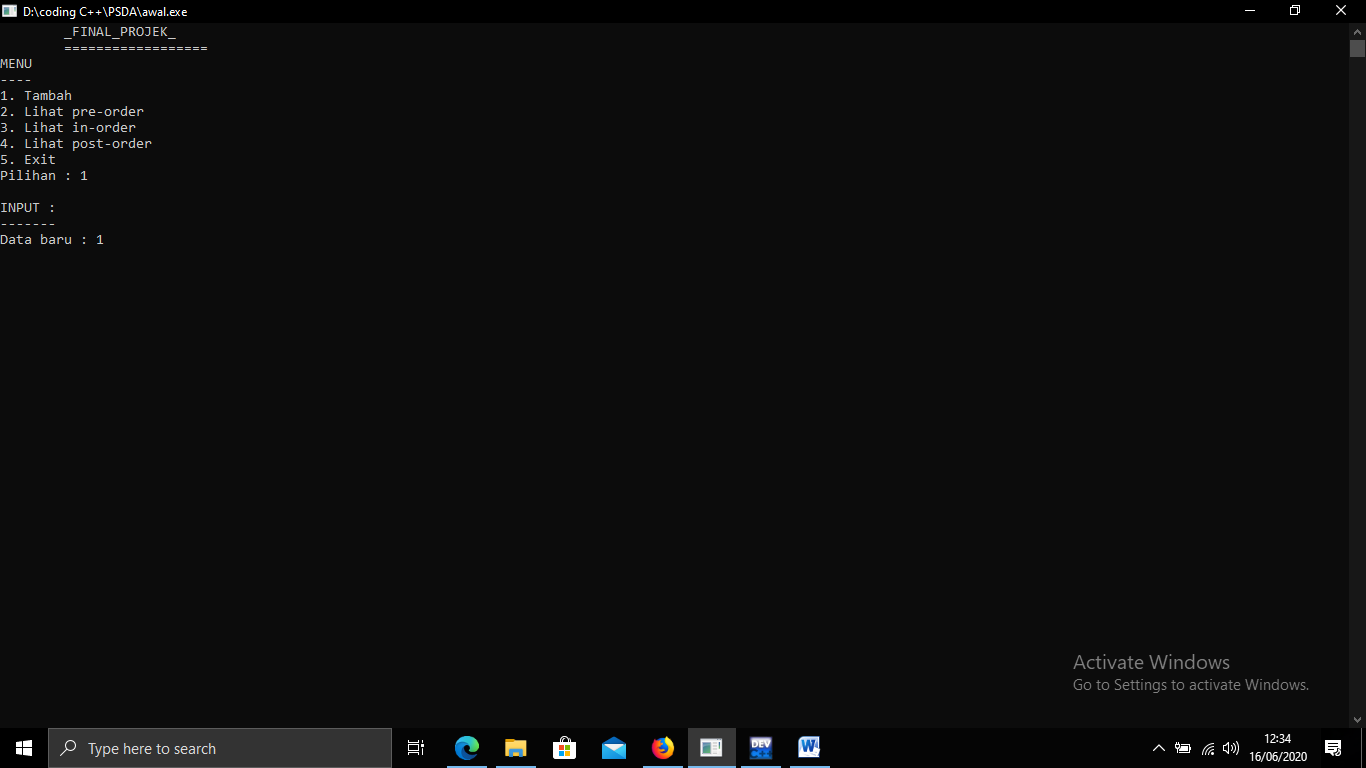 D:\coding C++\PSDA\awal.exe
_FINAL_PROJEK_
==================
MENU
----
1. Tambah
2. Lihat pre-order
3. Lihat in-order
4. Lihat post-order
5. Exit
Pilihan : 1
INPUT :
-------
Data baru : 1
Activate Windows
Go to Settings to activate Windows.
Type here to search
DEV
W
12:34
16/06/2020